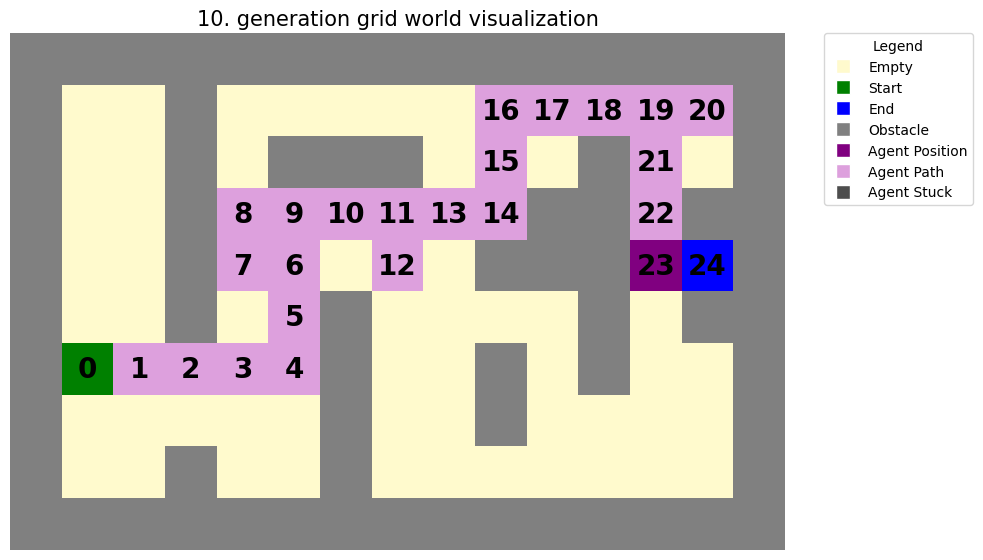 10. generation grid world visualization
Legend
Empty
Start
End
Obstacle
Agent Position
Agent Path
Agent Stuck
16 17 18 19 20
15 21
8 9 10 11 13 14 22
7 6 12 23 24
5
0 1 2 3 4